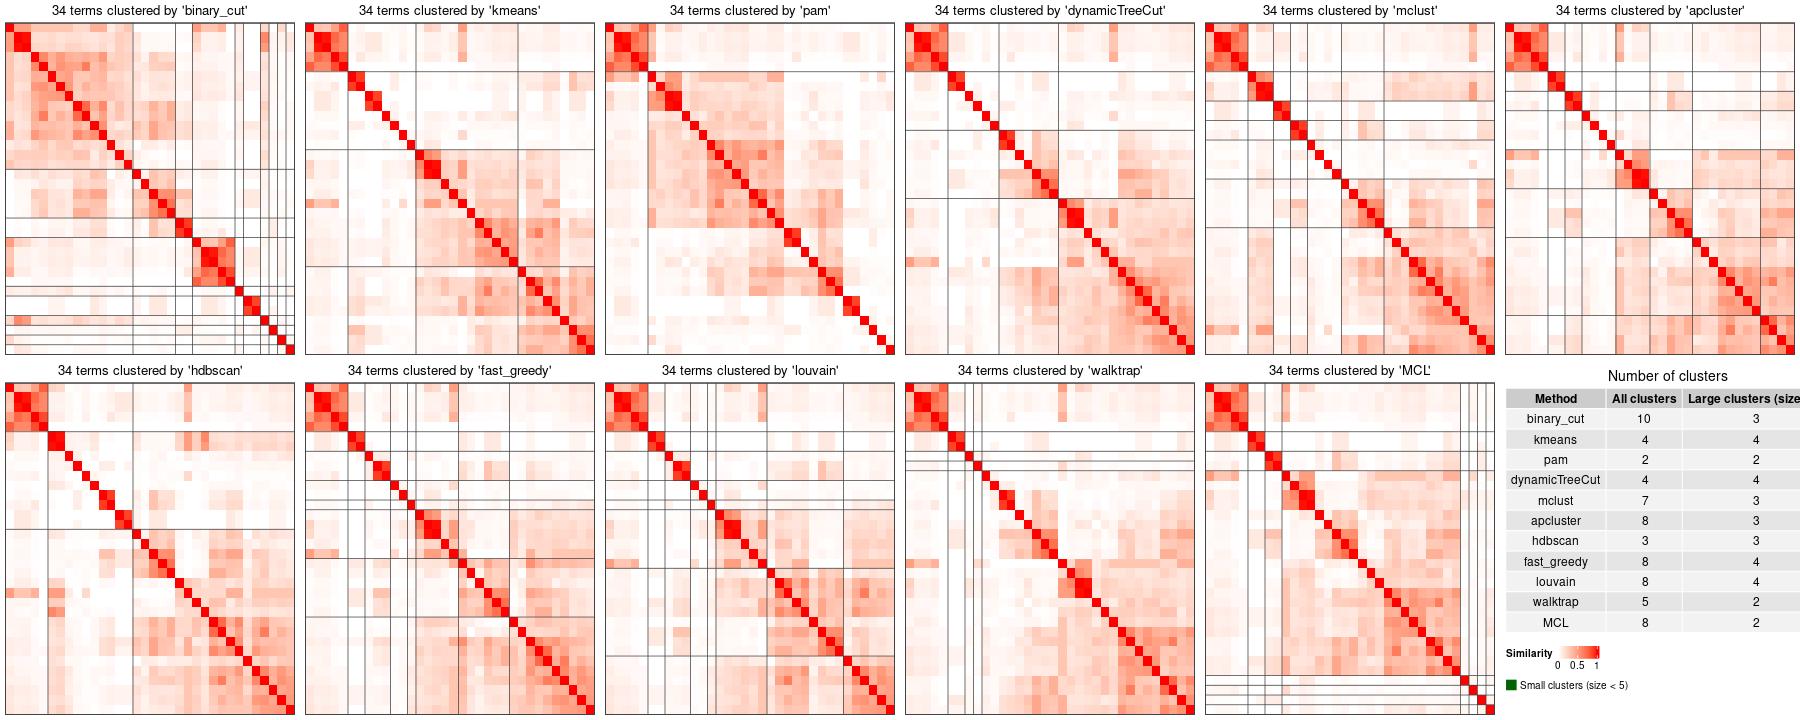 34 terms clustered by 'binary_cut'
34 terms clustered by 'kmeans'
34 terms clustered by 'pam'
34 terms clustered by 'dynamicTreeCut'
34 terms clustered by 'mclust'
34 terms clustered by 'apcluster'
34 terms clustered by 'hdbscan'
34 terms clustered by 'fast_greedy'
34 terms clustered by 'louvain'
34 terms clustered by 'walktrap'
34 terms clustered by 'MCL'
Number of clusters
Method All clusters Large clusters (size
binary_cut 10 3
kmeans 4 4
pam 2 2
dynamicTreeCut 4 4
mclust 7 3
apcluster 8 3
hdbscan 3 3
fast_greedy 8 4
louvain 8 4
walktrap 5 2
MCL 8 2
Similarity
0 0.5 1
Small clusters (size < 5)